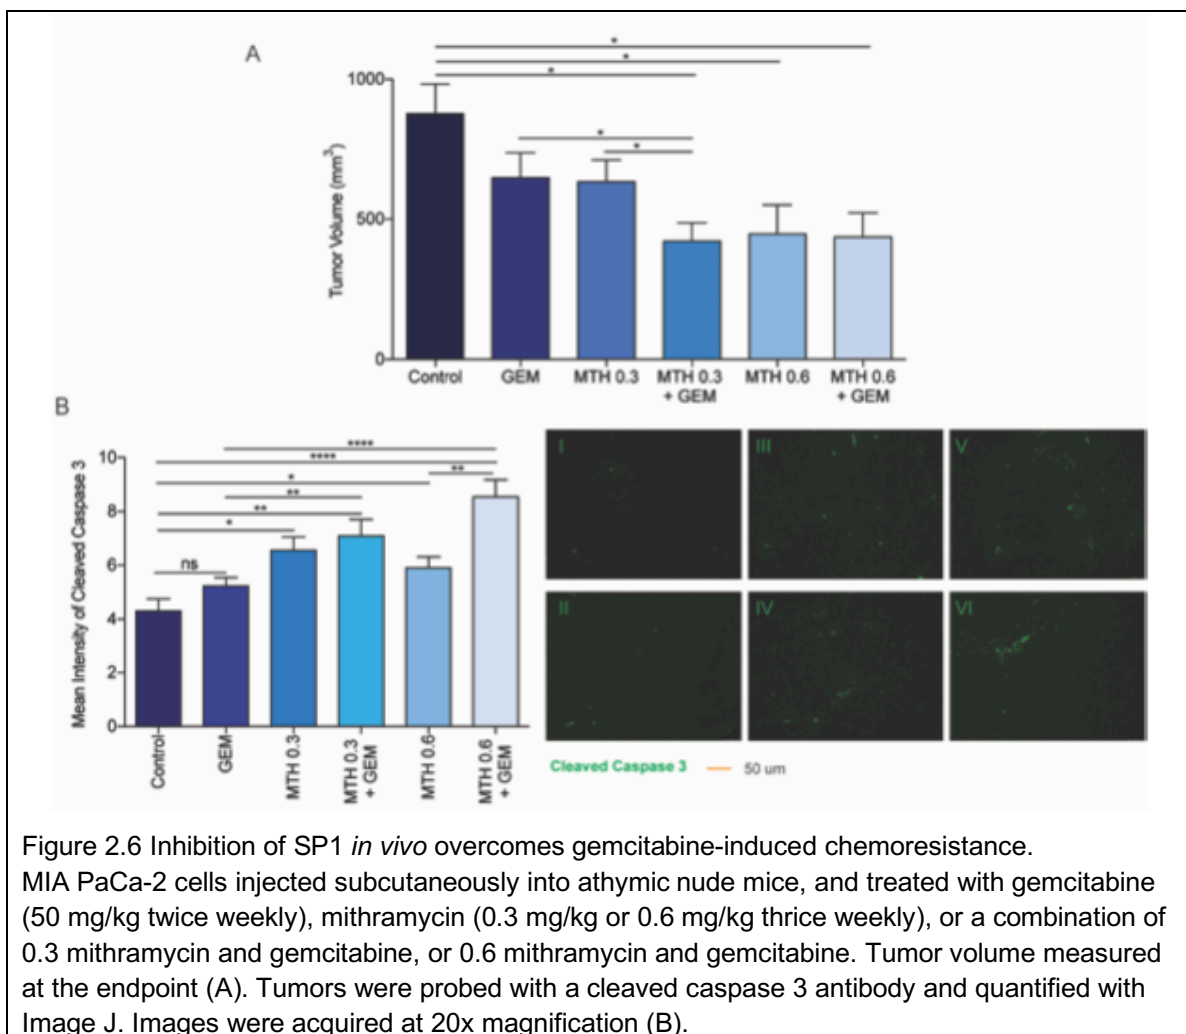 A
*
*
*
1000
*
*
Tumor Volume (mm³)
500
0
Control
GEM
MTH 0.3
MTH 0.3 + GEM
MTH 0.6
MTH 0.6 + GEM
B
****
****
*
**
**
**
*
ns
Mean Intensity of Cleaved Caspase 3
10
8
6
4
2
0
Control
GEM
MTH 0.3
MTH 0.3 + GEM
MTH 0.6
MTH 0.6 + GEM
I
III
V
II
IV
VI
Cleaved Caspase 3
50 um
Figure 2.6 Inhibition of SP1 in vivo overcomes gemcitabine-induced chemoresistance.
MIA PaCa-2 cells injected subcutaneously into athymic nude mice, and treated with gemcitabine
(50 mg/kg twice weekly), mithramycin (0.3 mg/kg or 0.6 mg/kg thrice weekly), or a combination of
0.3 mithramycin and gemcitabine, or 0.6 mithramycin and gemcitabine. Tumor volume measured
at the endpoint (A). Tumors were probed with a cleaved caspase 3 antibody and quantified with
Image J. Images were acquired at 20x magnification (B).